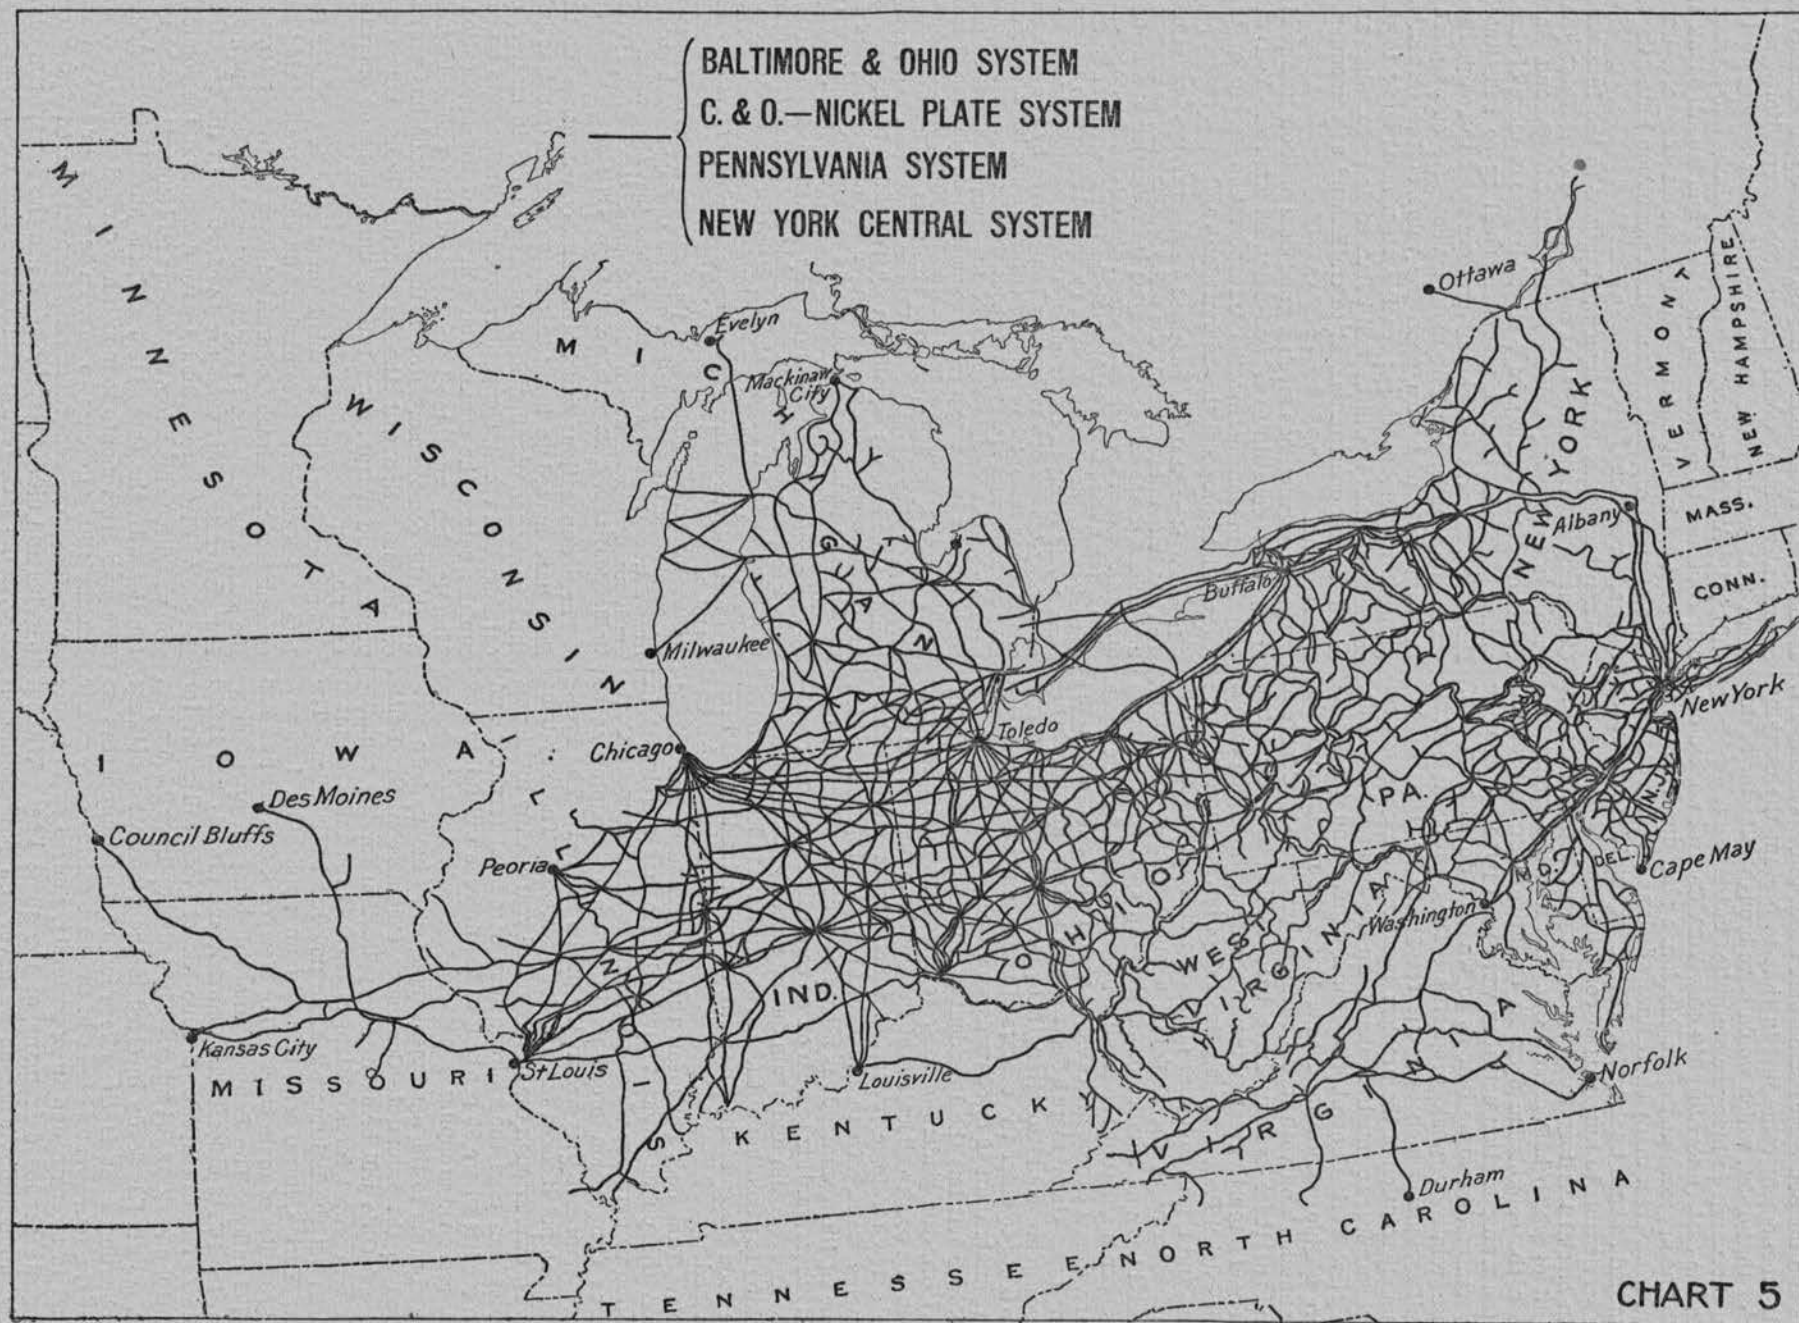 BALTIMORE & OHIO SYSTEM
C. & O.—NICKEL PLATE SYSTEM
PENNSYLVANIA SYSTEM
NEW YORK CENTRAL SYSTEM
MINNESOTA
WISCONSIN
MICHIGAN
Evelyn
Mackinaw
City
Ottawa
VERMONT
NEW HAMPSHIRE
NEW YORK
Albany
MASS.
CONN.
Buffalo
Milwaukee
New York
Toledo
Chicago
IOWA
Des Moines
Council Bluffs
ILLINOIS
Peoria
PA.
N.J.
MD.
DEL.
Cape May
Washington
OHIO
WEST
VIRGINIA
IND.
Kansas City
MISSOURI
St Louis
Louisville
KENTUCKY
VIRGINIA
Norfolk
Durham
TENNESSEE
NORTH CAROLINA
CHART 5